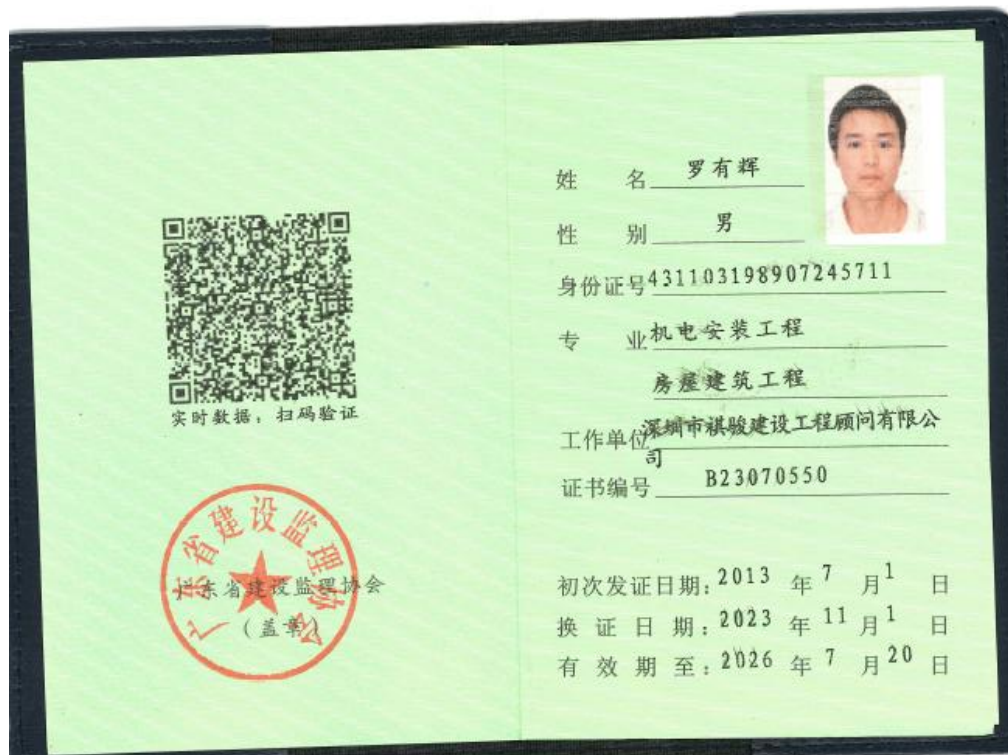 实时数据，扫码验证
广东省建设监理协会
广东省建设监理协会
（盖章）
姓 名 罗有辉
性 别 男
身份证号 431103198907245711
专 业 机电安装工程
房屋建筑工程
工作单位 深圳市祺骏建设工程顾问有限公
司
证书编号 B23070550
初次发证日期：2013 年 7 月 1 日
换 证 日 期：2023 年 11 月 1 日
有 效 期 至：2026 年 7 月 20 日